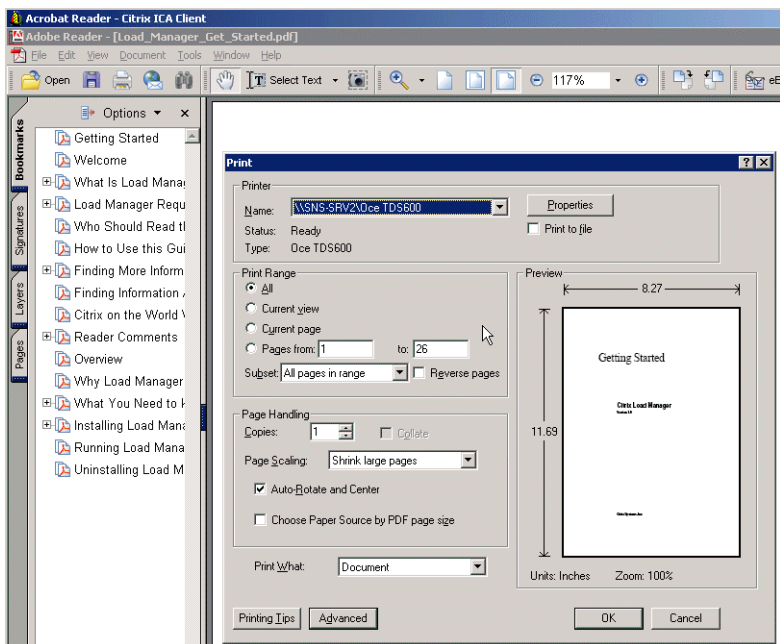 Acrobat Reader - Citrix ICA Client
Adobe Reader - [Load_Manager_Get_Started.pdf]
File Edit View Document Tools Window Help
Open Select Text 117% eE
Options
Bookmarks
Signatures
Layers
Pages
Getting Started
Welcome
What Is Load Manag
Load Manager Requ
Who Should Read tl
How to Use this Gui
Finding More Inform
Finding Information
Citrix on the World
Reader Comments
Overview
Why Load Manager
What You Need to
Installing Load Mana
Running Load Mana
Uninstalling Load M
Print
Printer
Name: \\SNS-SRV2\Oce TDS600 Properties
Status: Ready Print to file
Type: Oce TDS600
Print Range
All
Current view
Current page
Pages from: 1 to: 26
Subset: All pages in range Reverse pages
Page Handling
Copies: 1 Collate
Page Scaling: Shrink large pages
Auto-Rotate and Center
Choose Paper Source by PDF page size
Print What: Document
Preview
8.27
11.69
Getting Started
Citrix Load Manager
Units: Inches Zoom: 100%
Printing Tips Advanced OK Cancel